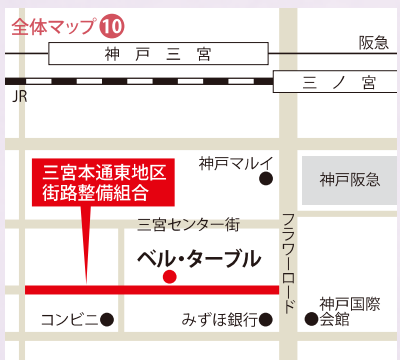 全体マップ10
阪急
神戸三宮
三ノ宮
JR
神戸マルイ
神戸阪急
三宮本通東地区
街路整備組合
三宮センター街
フラワーロード
ベル・ターブル
コンビニ
みずほ銀行
神戸国際
会館